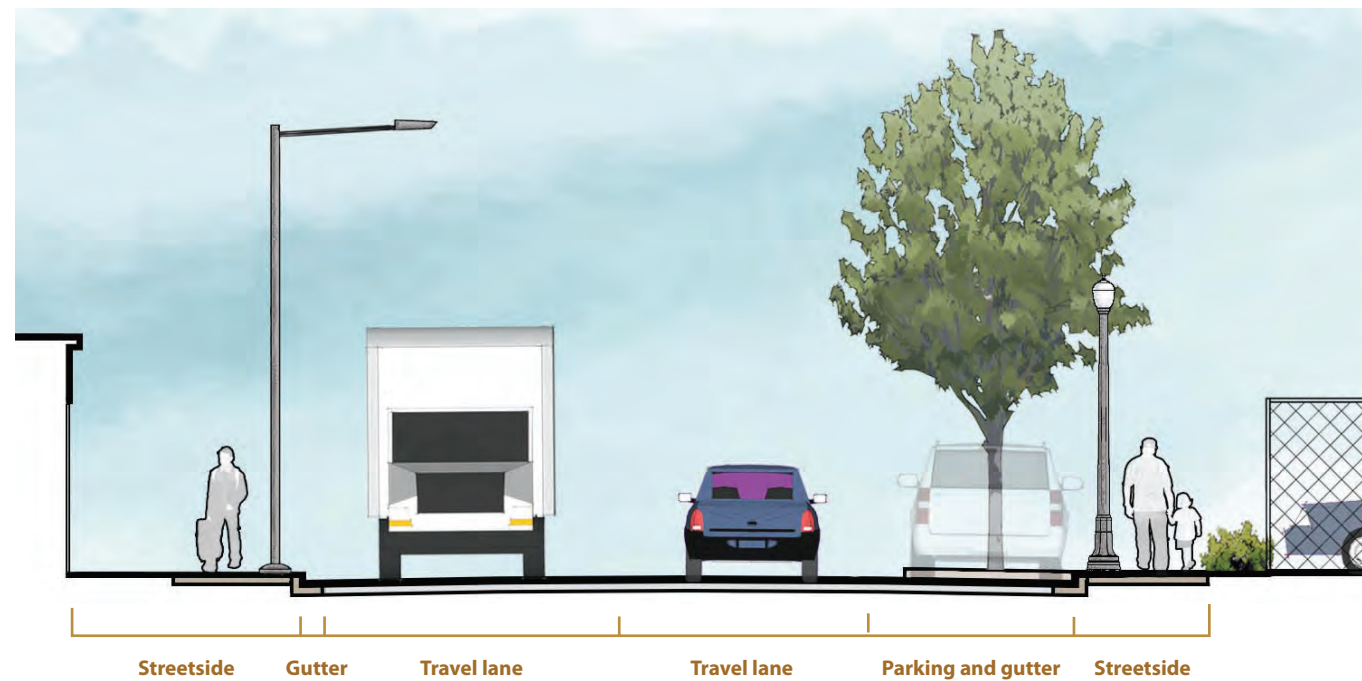 Streetside
Gutter
Travel lane
Travel lane
Parking and gutter
Streetside